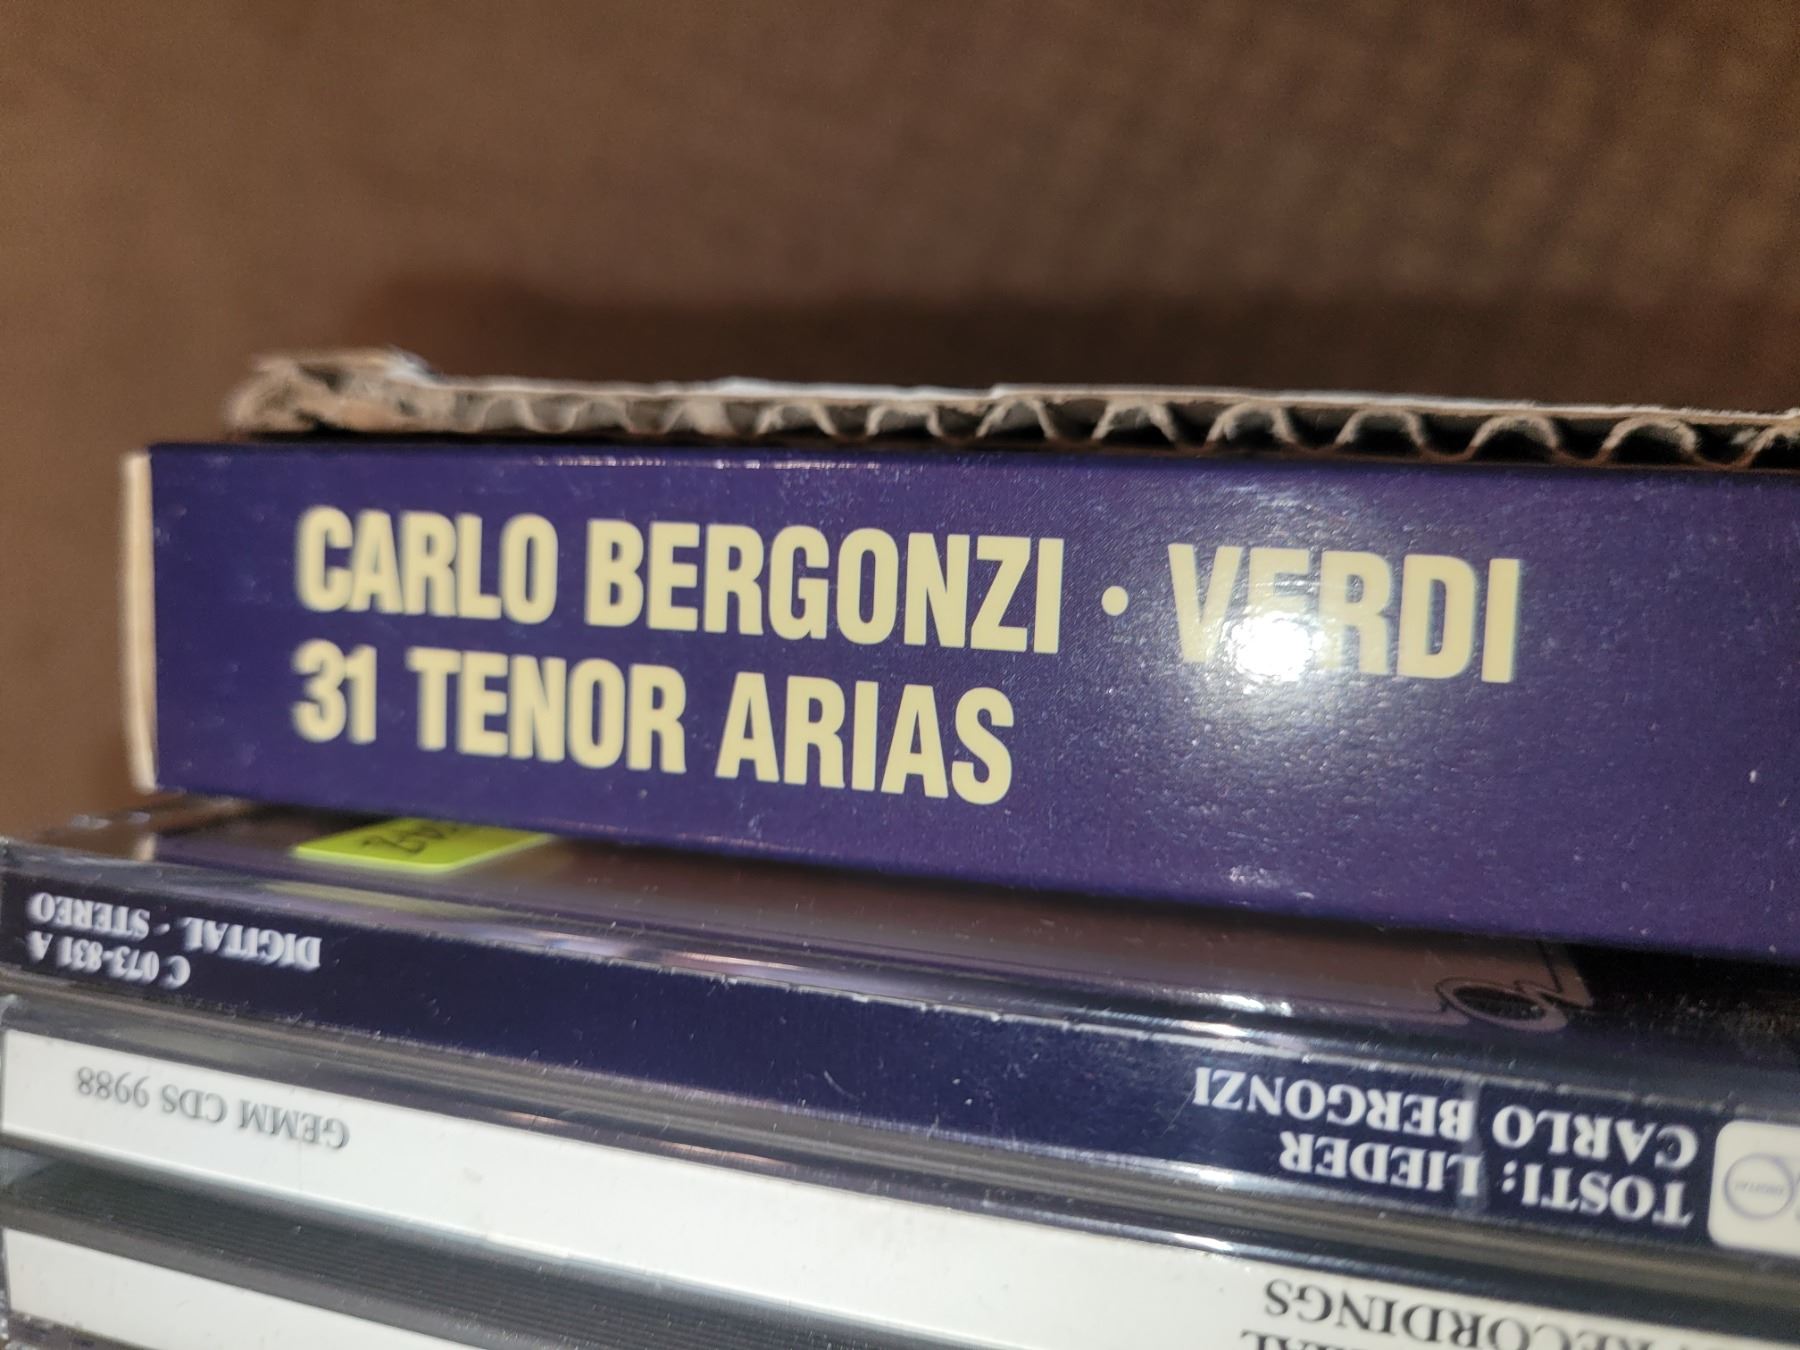 CARLO BERGONZI · VERDI
31 TENOR ARIAS
TOSTI: LIEDER
CARLO BERGONZI
DIGITAL - STEREO
C 073-831 A
GEMM CDS 9988
RECORDINGS